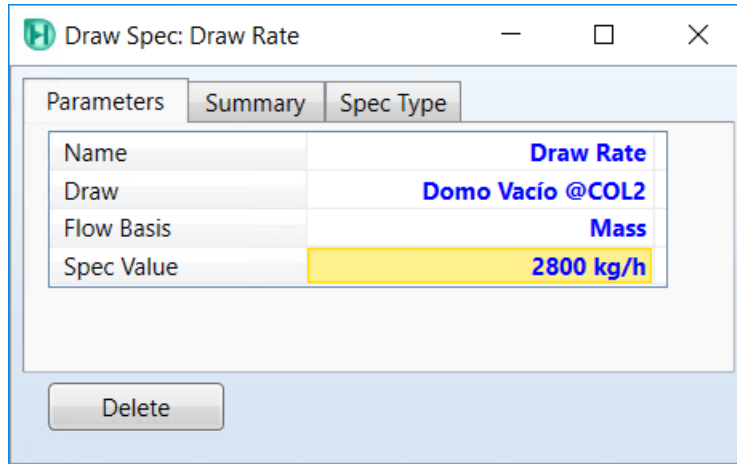 Draw Spec: Draw Rate
Parameters Summary Spec Type
Name Draw Rate
Draw Domo Vacío @COL2
Flow Basis Mass
Spec Value 2800 kg/h
Delete